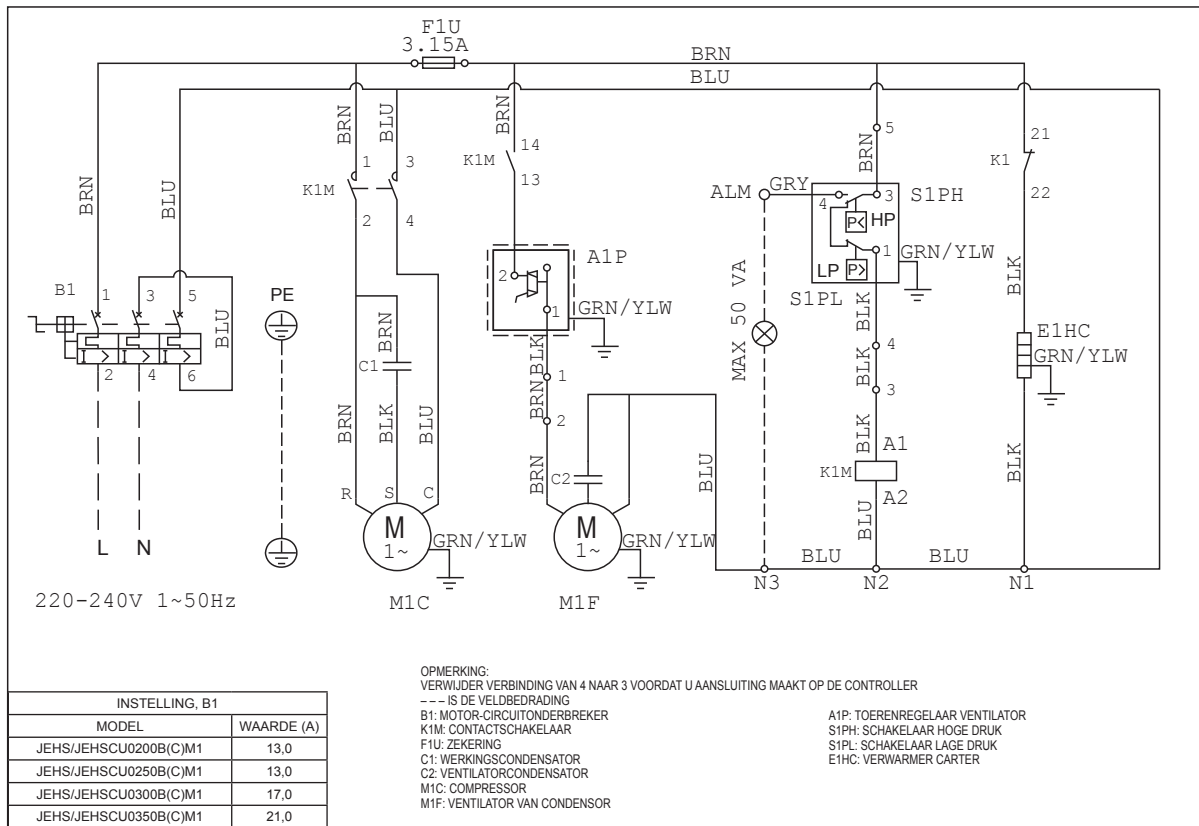 F1U
3.15A
BRN
BLU
BRN
BLU
BRN
BLU
BRN
K1M
1
3
2
4
K1M
14
13
5
BRN
21
K1
22
ALM
GRY
4
3
S1PH
P<
HP
1
LP
P>
S1PL
GRN/YLW
A1P
2
1
GRN/YLW
B1
1
3
5
2
4
6
BLU
PE
BRN
C1
BRN
BLK
BLU
BLK
1
BRN
2
BRN
C2
BLU
MAX 50 VA
BLK
4
BLK
3
BLK
A1
K1M
A2
BLU
BLK
E1HC
GRN/YLW
BLK
R
S
C
M
1~
GRN/YLW
M
1~
GRN/YLW
L
N
BLU
BLU
N3
N2
N1
220-240V 1~50Hz
M1C
M1F
INSTELLING, B1
MODEL WAARDE (A)
JEHS/JEHSCU0200B(C)M1 13,0
JEHS/JEHSCU0250B(C)M1 13,0
JEHS/JEHSCU0300B(C)M1 17,0
JEHS/JEHSCU0350B(C)M1 21,0
OPMERKING:
VERWIJDER VERBINDING VAN 4 NAAR 3 VOORDAT U AANSLUITING MAAKT OP DE CONTROLLER
--- IS DE VELDBEDRADING
B1: MOTOR-CIRCUITONDERBREKER
K1M: CONTACTSCHAKELAAR
F1U: ZEKERING
C1: WERKINGSCONDENSATOR
C2: VENTILATORCONDENSATOR
M1C: COMPRESSOR
M1F: VENTILATOR VAN CONDENSOR
A1P: TOERENREGELAAR VENTILATOR
S1PH: SCHAKELAAR HOGE DRUK
S1PL: SCHAKELAAR LAGE DRUK
E1HC: VERWARMER CARTER